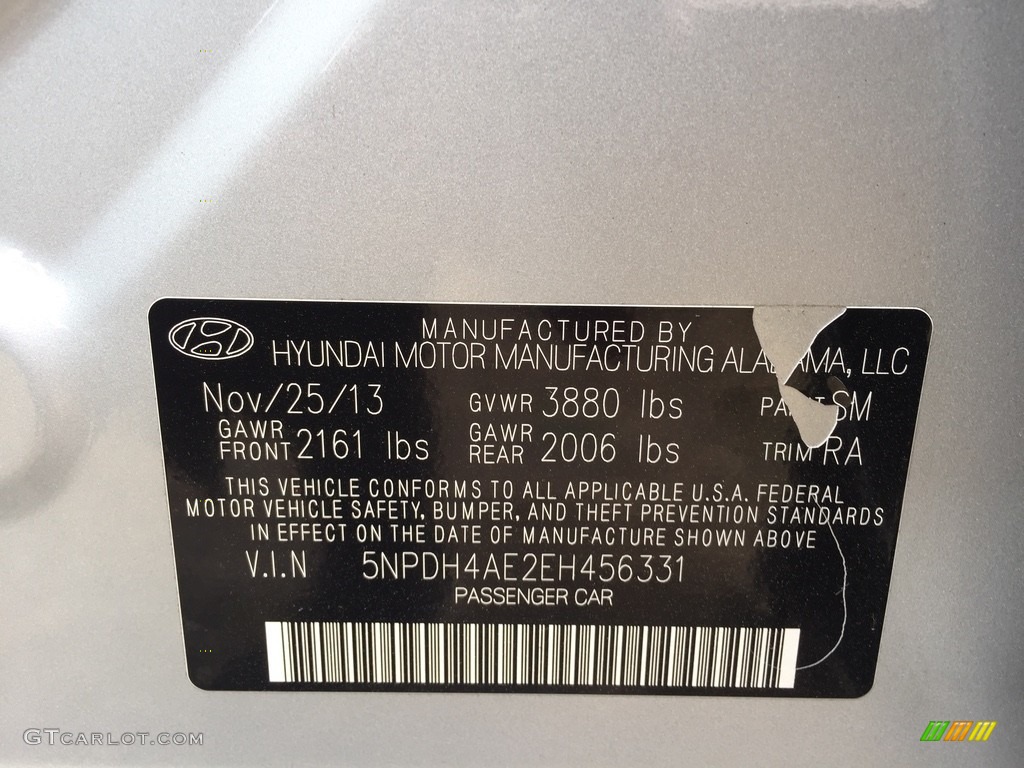 MANUFACTURED BY
HYUNDAI MOTOR MANUFACTURING LLC
Nov/25/13 GVWR 3880 lbs SM
GAWR FRONT 2161 lbs GAWR REAR 2006 lbs TRIM RA
THIS VEHICLE CONFORMS TO ALL APPLICABLE U.S.A. FEDERAL
MOTOR VEHICLE SAFETY, BUMPER, AND THEFT PREVENTION STANDARDS
IN EFFECT ON THE DATE OF MANUFACTURE SHOWN ABOVE
V.I.N 5NPDH4AE2EH456331
PASSENGER CAR
GTCARLOT.COM